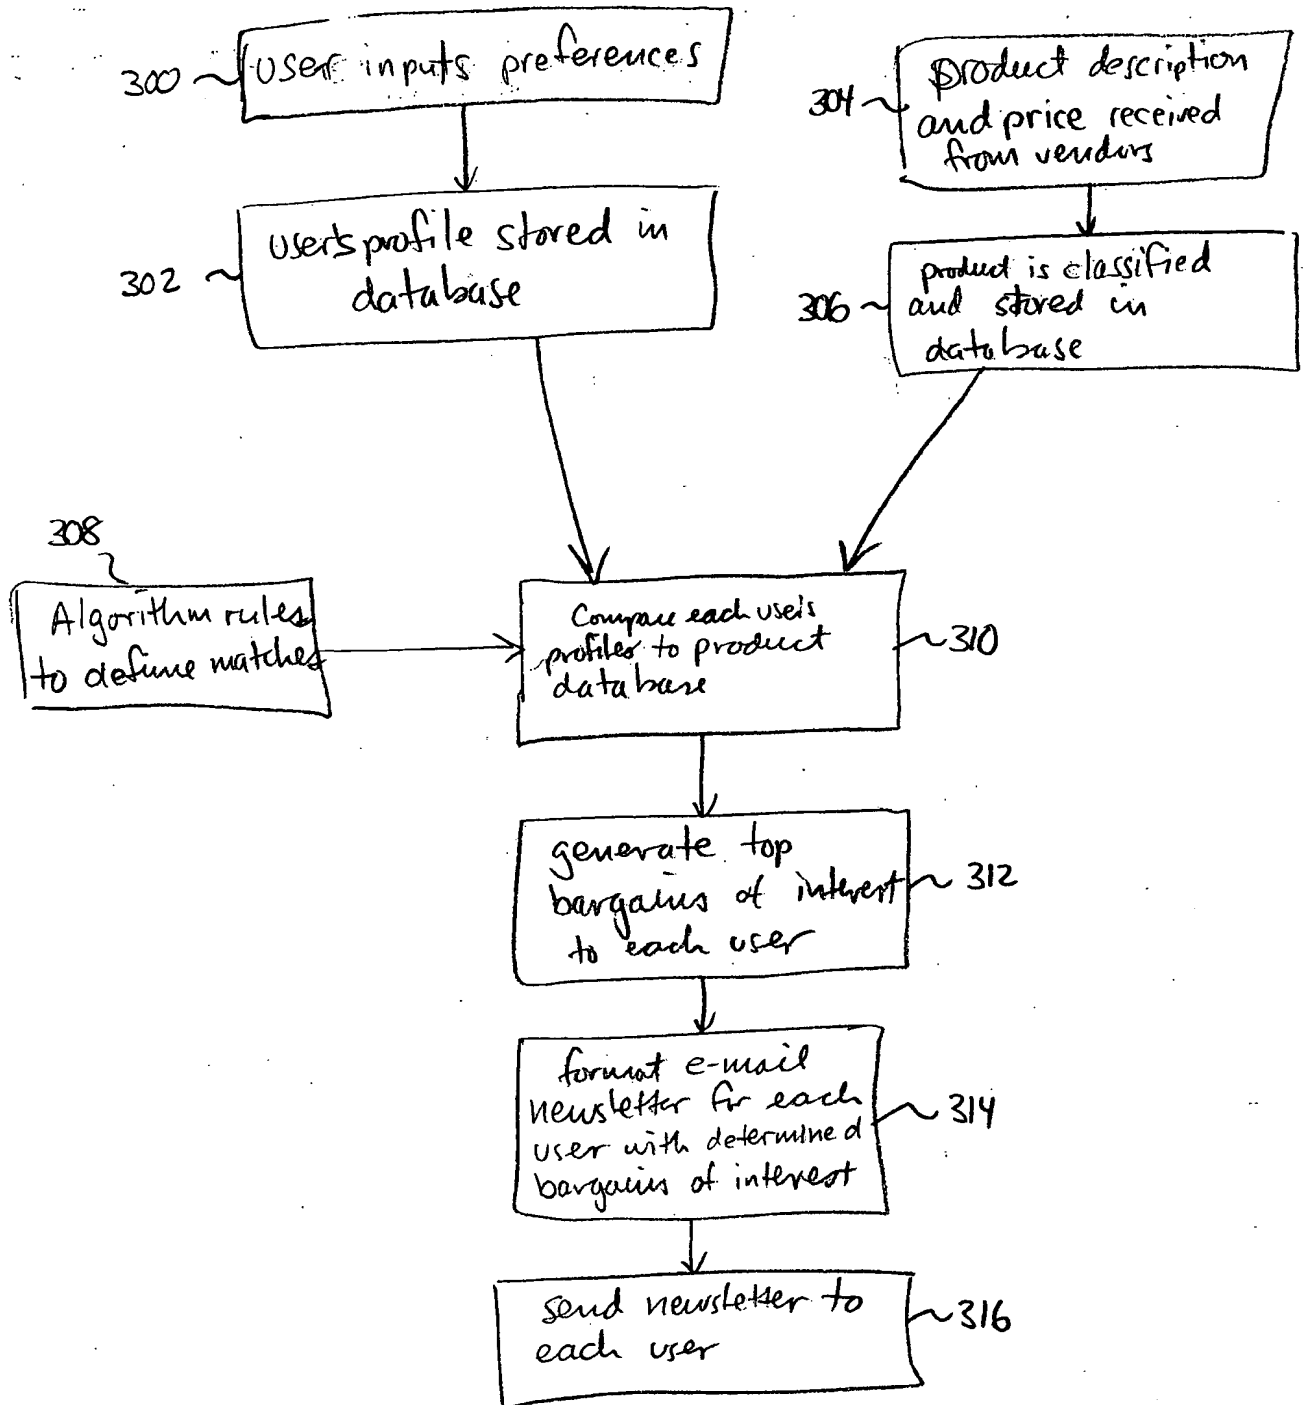 300
user inputs preferences
304
product description
and price received
from vendors
302
user's profile stored in
database
306
product is classified
and stored in
database
308
Algorithm rules
to define matches
Compare each user's
profiles to product
database
310
generate top
bargains of interest
to each user
312
format e-mail
newsletter for each
user with determined
bargains of interest
314
send newsletter to
each user
316